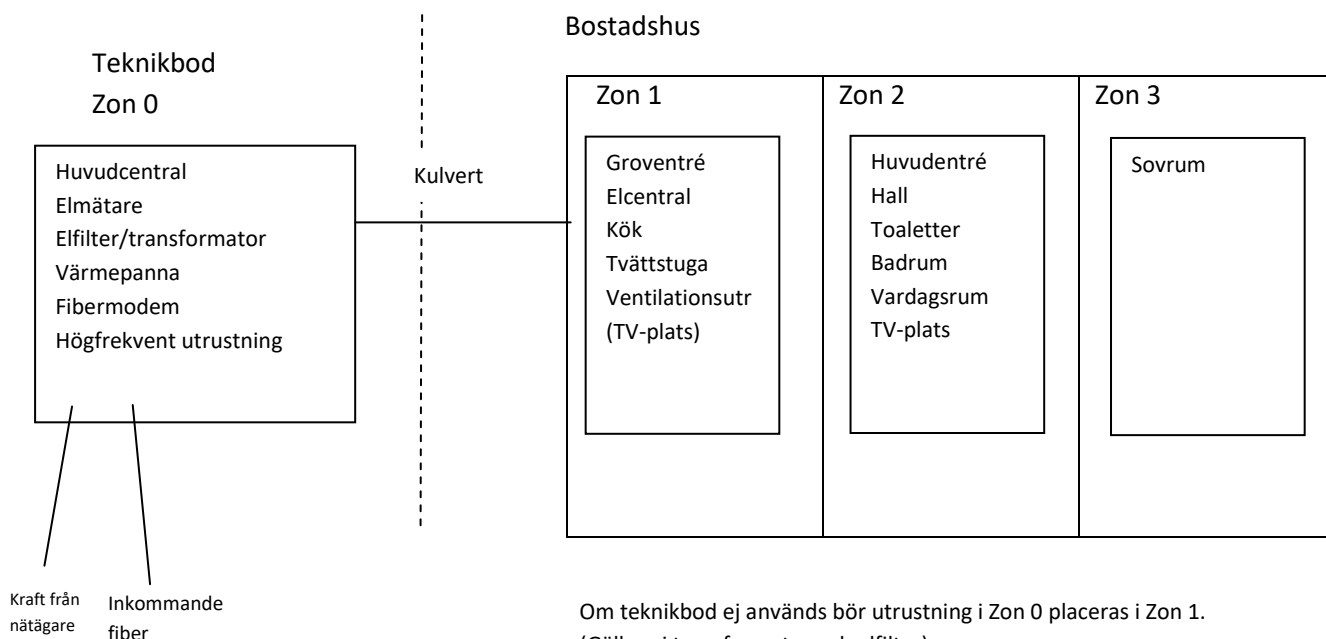 Bostadshus
Teknikbod
Zon 0
Huvudcentral
Elmätare
Elfilter/transformator
Värmepanna
Fibermodem
Högfrekvent utrustning
Kulvert
Zon 1
Groventré
Elcentral
Kök
Tvättstuga
Ventilationsutr
(TV-plats)
Zon 2
Huvudentré
Hall
Toaletter
Badrum
Vardagsrum
TV-plats
Zon 3
Sovrum
Kraft från
nätägare
Inkommande
fiber
Om teknikbod ej används bör utrustning i Zon 0 placeras i Zon 1.